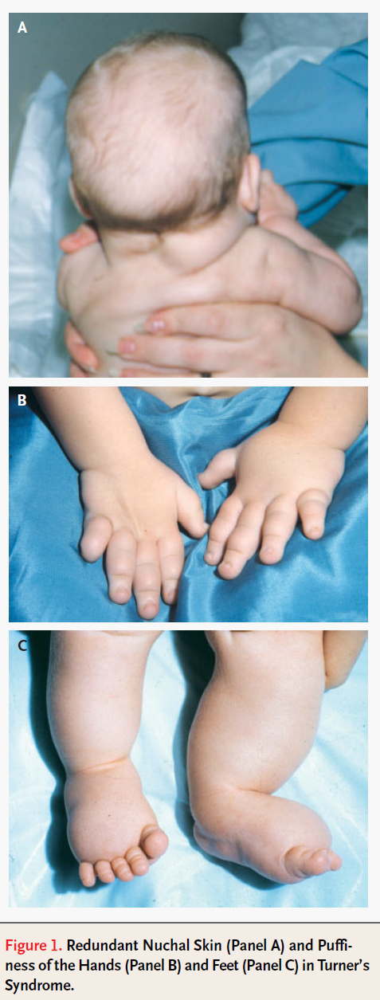 A
B
C
Figure 1. Redundant Nuchal Skin (Panel A) and Puffi-
ness of the Hands (Panel B) and Feet (Panel C) in Turner's
Syndrome.